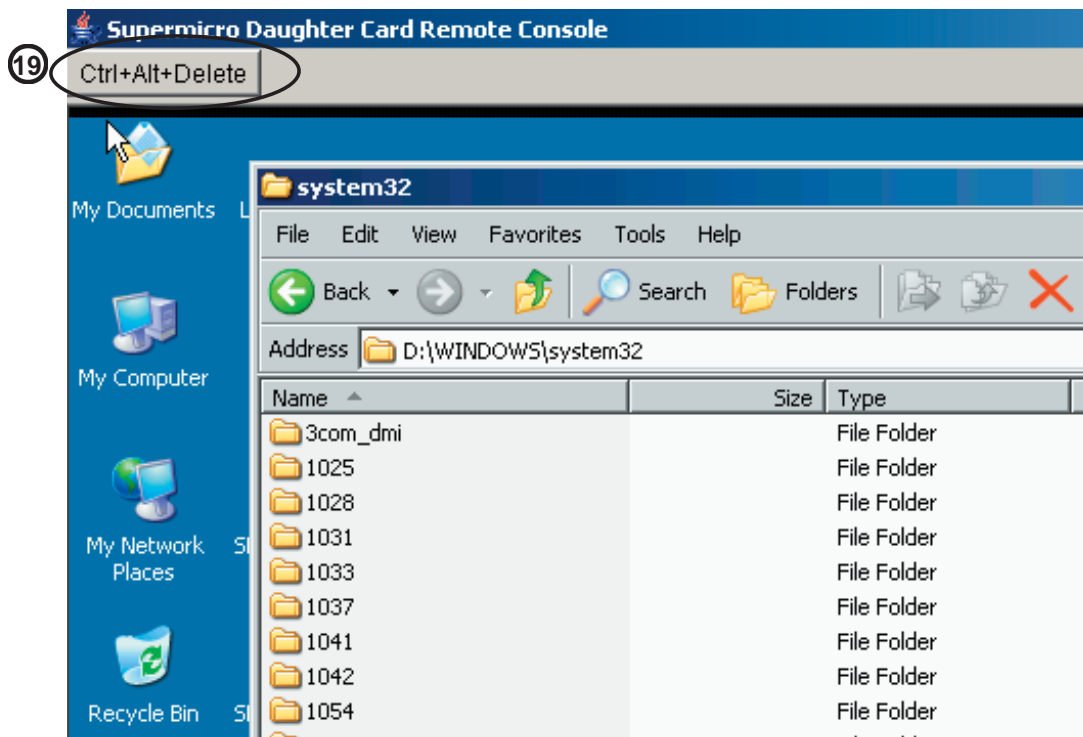 Supermicro Daughter Card Remote Console
19
Ctrl+Alt+Delete
My Documents L
system32
File Edit View Favorites Tools Help
Back Search Folders
Address D:\WINDOWS\system32
My Computer
Name Size Type
3com_dmi File Folder
1025 File Folder
1028 File Folder
1031 File Folder
My Network Places
1033 File Folder
1037 File Folder
1041 File Folder
1042 File Folder
Recycle Bin
1054 File Folder